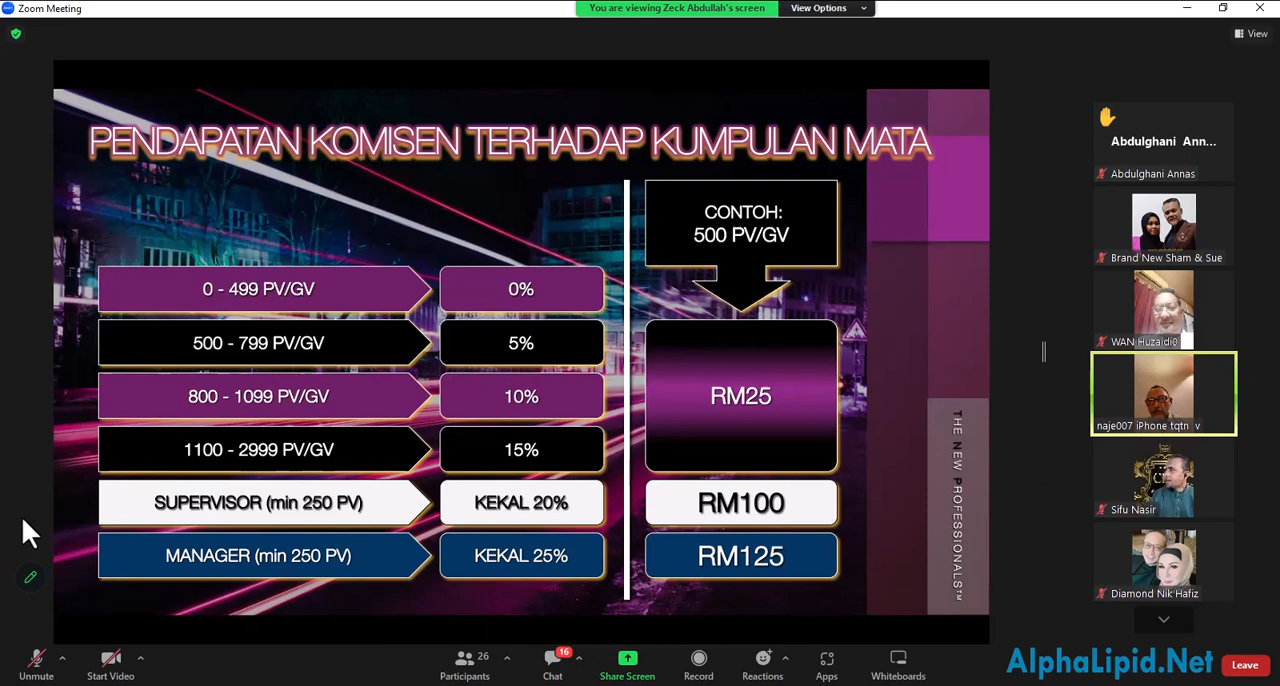 Zoom Meeting
You are viewing Zeck Abdullah's screen
View Options
View
PENDAPATAN KOMISEN TERHADAP KUMPULAN MATA
CONTOH:
500 PV/GV
0 - 499 PV/GV
0%
500 - 799 PV/GV
5%
800 - 1099 PV/GV
10%
RM25
1100 - 2999 PV/GV
15%
SUPERVISOR (min 250 PV)
KEKAL 20%
RM100
MANAGER (min 250 PV)
KEKAL 25%
RM125
THE NEW PROFESSIONALS™
Abdulghani Ann...
Abdulghani Annas
Brand New Sham & Sue
WAN Huzaidi0
naje007 iPhone tqtn v
Sifu Nasir
Diamond Nik Hafiz
Unmute
Start Video
26
Participants
16
Chat
Share Screen
Record
Reactions
Apps
Whiteboards
AlphaLipid.Net
Leave